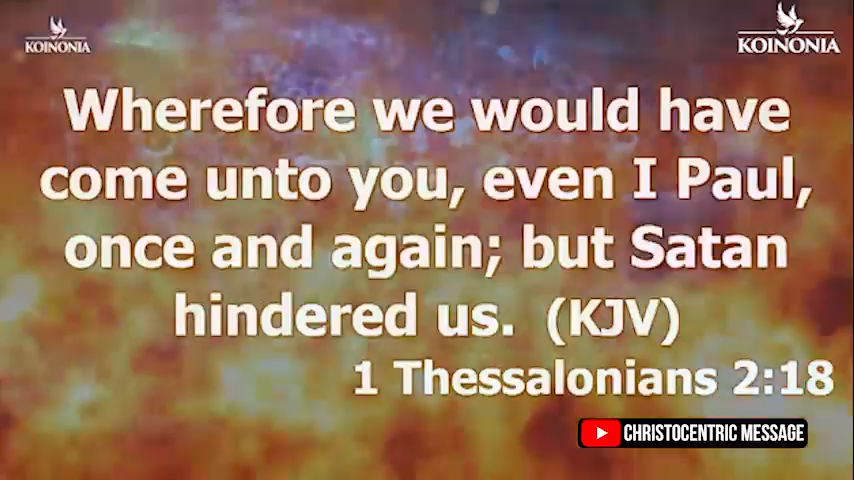 KOINONIA
KOINONIA
Wherefore we would have
come unto you, even I Paul,
once and again; but Satan
hindered us. (KJV)
1 Thessalonians 2:18
CHRISTOCENTRIC MESSAGE